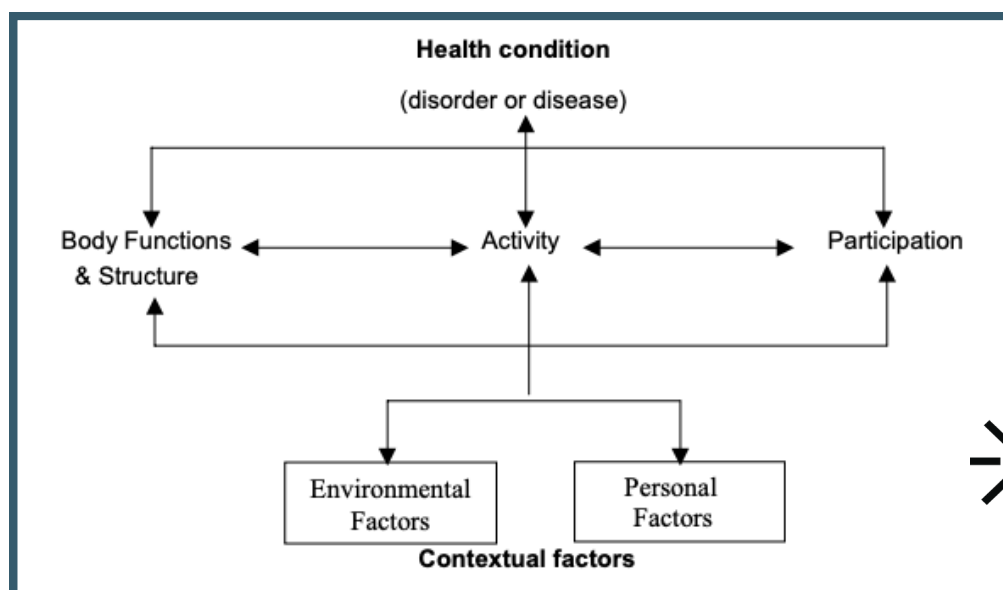 Health condition
(disorder or disease)
Body Functions
& Structure
Activity
Participation
Environmental
Factors
Personal
Factors
Contextual factors